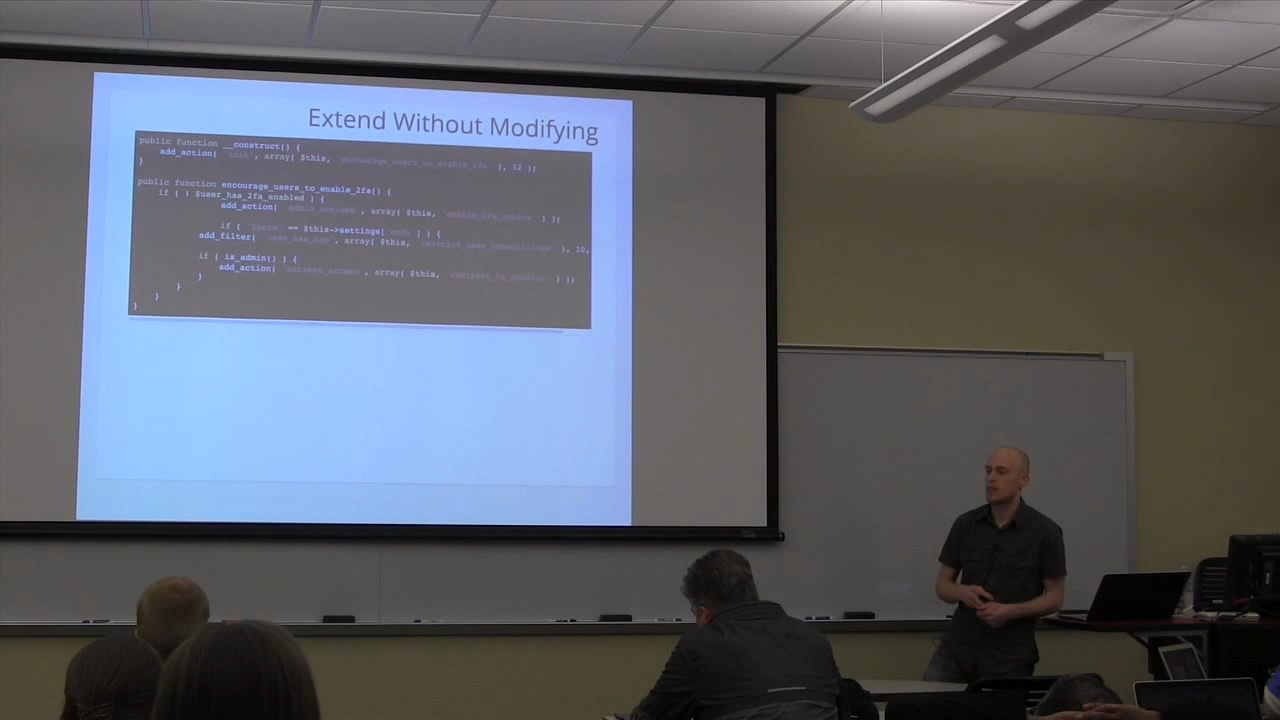 Extend Without Modifying
public function __construct() {
add_action( 'init', array( $this, 'encourage_users_to_enable_2fa' ), 12 );
}
public function encourage_users_to_enable_2fa() {
if ( ! $user_has_2fa_enabled ) {
add_action( 'admin_notices', array( $this, 'enable_2fa_notice' ) );
if ( 'force' == $this->settings['mode'] ) {
add_filter( 'user_has_cap', array( $this, 'restrict_user_capabilities' ), 10,
if ( is_admin() ) {
add_action( 'current_screen', array( $this, 'redirect_to_profile' ) );
}
}
}
}